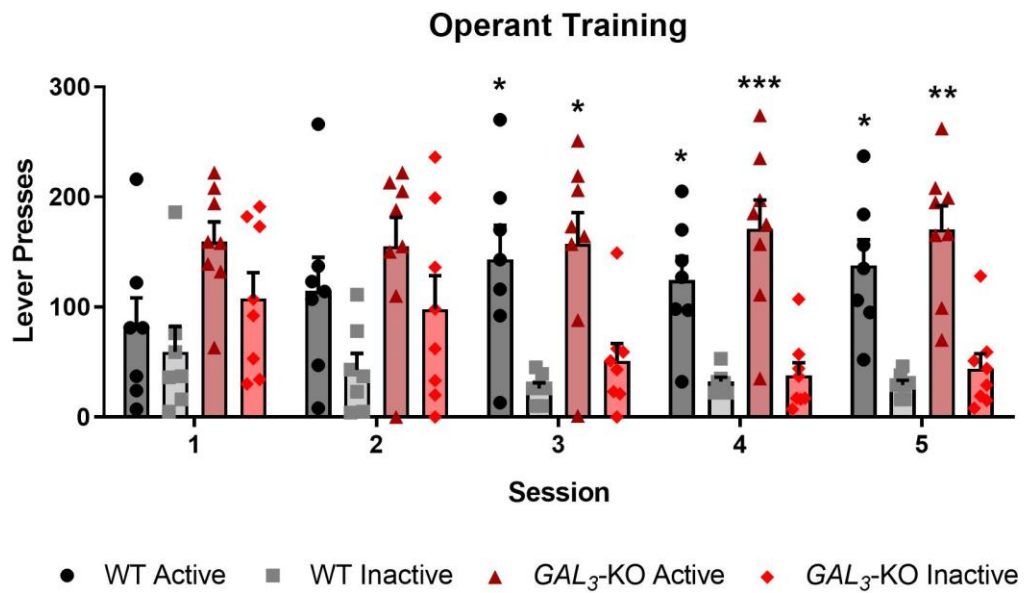 Operant Training
300
200
100
0
Lever Presses
* * * *** * **
1 2 3 4 5
Session
WT Active WT Inactive GAL3-KO Active GAL3-KO Inactive